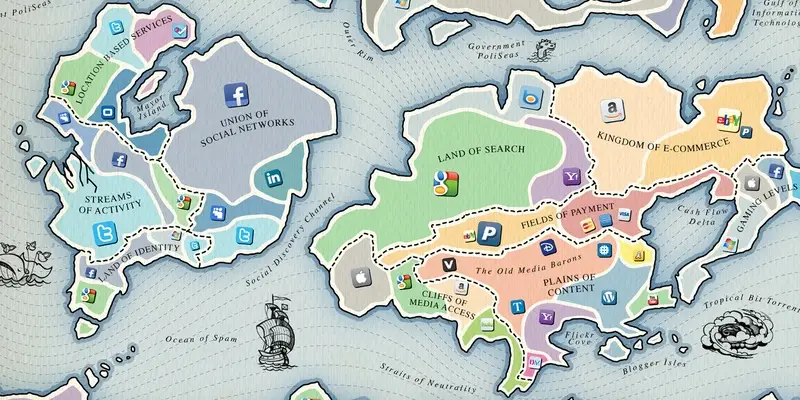 PoliSeas
Outer Rim
Government
PoliSeas
Gulf of
Information
Technology
LOCATION BASED SERVICES
Mayor
Island
UNION OF
SOCIAL NETWORKS
STREAMS
OF ACTIVITY
LAND OF IDENTITY
Social Discovery Channel
LAND OF SEARCH
KINGDOM OF E-COMMERCE
FIELDS OF PAYMENT
VISA
ebY
Cash Flow
Delta
GAMING LEVELS
The Old Media Barons
PLAINS OF
CONTENT
CLIFFS OF
MEDIA ACCESS
Flickr
Cove
Blogger Isles
Tropical Bit Torrent
Ocean of Spam
Straits of Neutrality